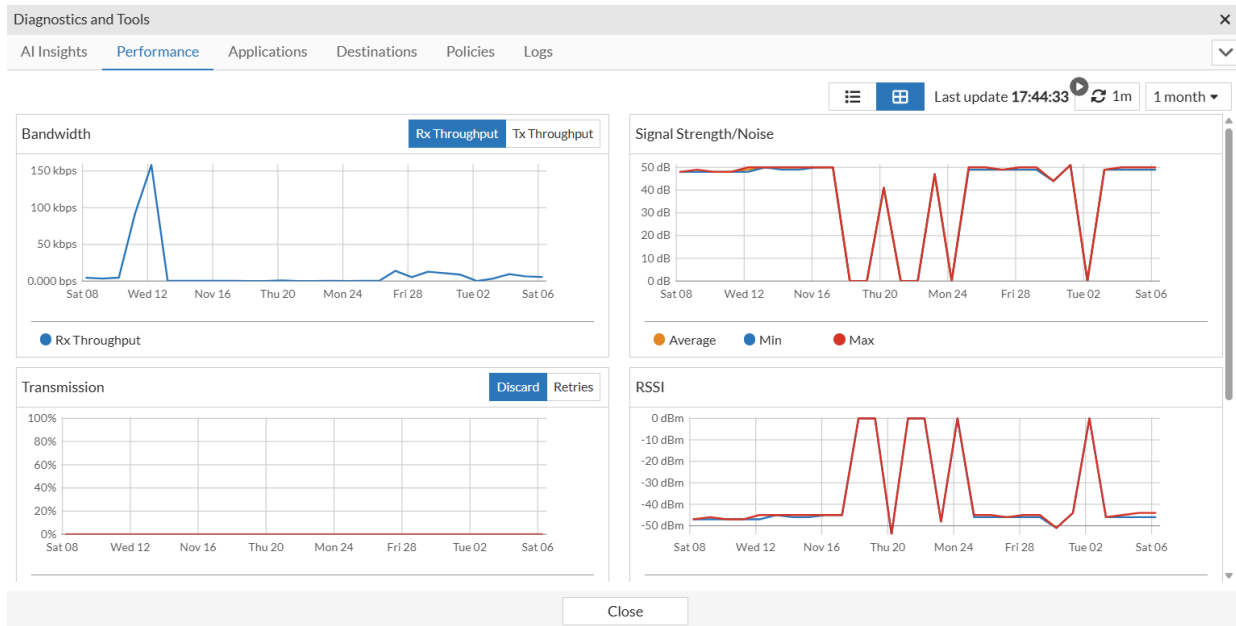 Diagnostics and Tools
AI Insights Performance Applications Destinations Policies Logs
Last update 17:44:33 1m 1 month
Bandwidth Rx Throughput Tx Throughput
150 kbps
100 kbps
50 kbps
0.000 bps
Sat 08 Wed 12 Nov 16 Thu 20 Mon 24 Fri 28 Tue 02 Sat 06
Rx Throughput
Signal Strength/Noise
50 dB
40 dB
30 dB
20 dB
10 dB
0 dB
Sat 08 Wed 12 Nov 16 Thu 20 Mon 24 Fri 28 Tue 02 Sat 06
Average Min Max
Transmission Discard Retries
100%
80%
60%
40%
20%
0%
Sat 08 Wed 12 Nov 16 Thu 20 Mon 24 Fri 28 Tue 02 Sat 06
RSSI
0 dBm
-10 dBm
-20 dBm
-30 dBm
-40 dBm
-50 dBm
Sat 08 Wed 12 Nov 16 Thu 20 Mon 24 Fri 28 Tue 02 Sat 06
Close